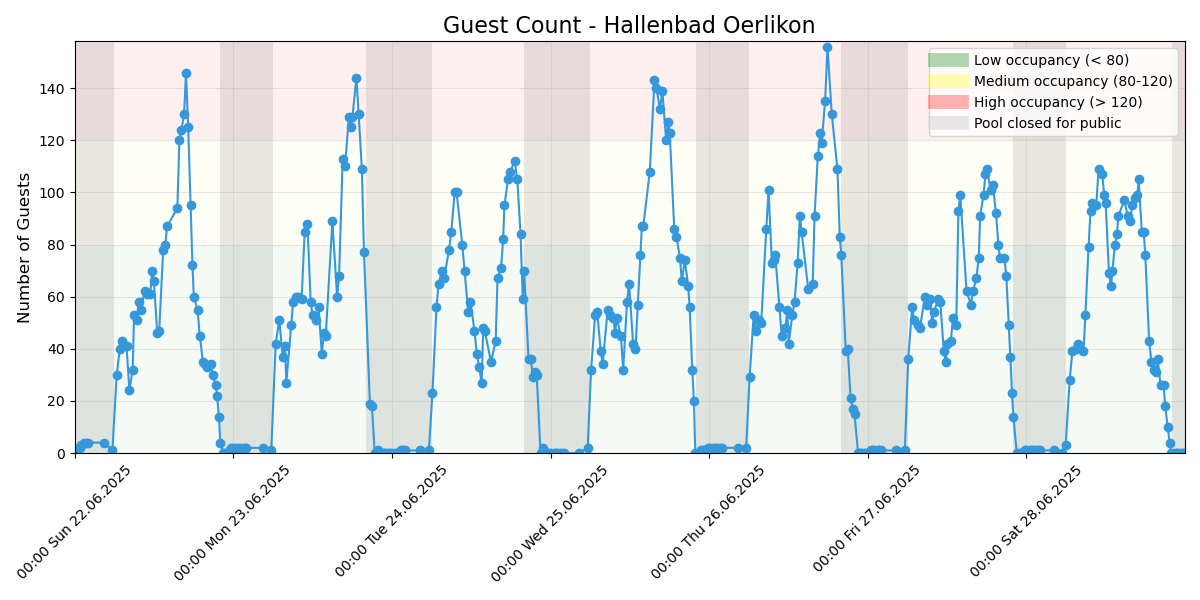 Guest Count - Hallenbad Oerlikon
Number of Guests
140
120
100
80
60
40
20
0
Low occupancy (< 80)
Medium occupancy (80-120)
High occupancy (> 120)
Pool closed for public
00:00 Sun 22.06.2025
00:00 Mon 23.06.2025
00:00 Tue 24.06.2025
00:00 Wed 25.06.2025
00:00 Thu 26.06.2025
00:00 Fri 27.06.2025
00:00 Sat 28.06.2025